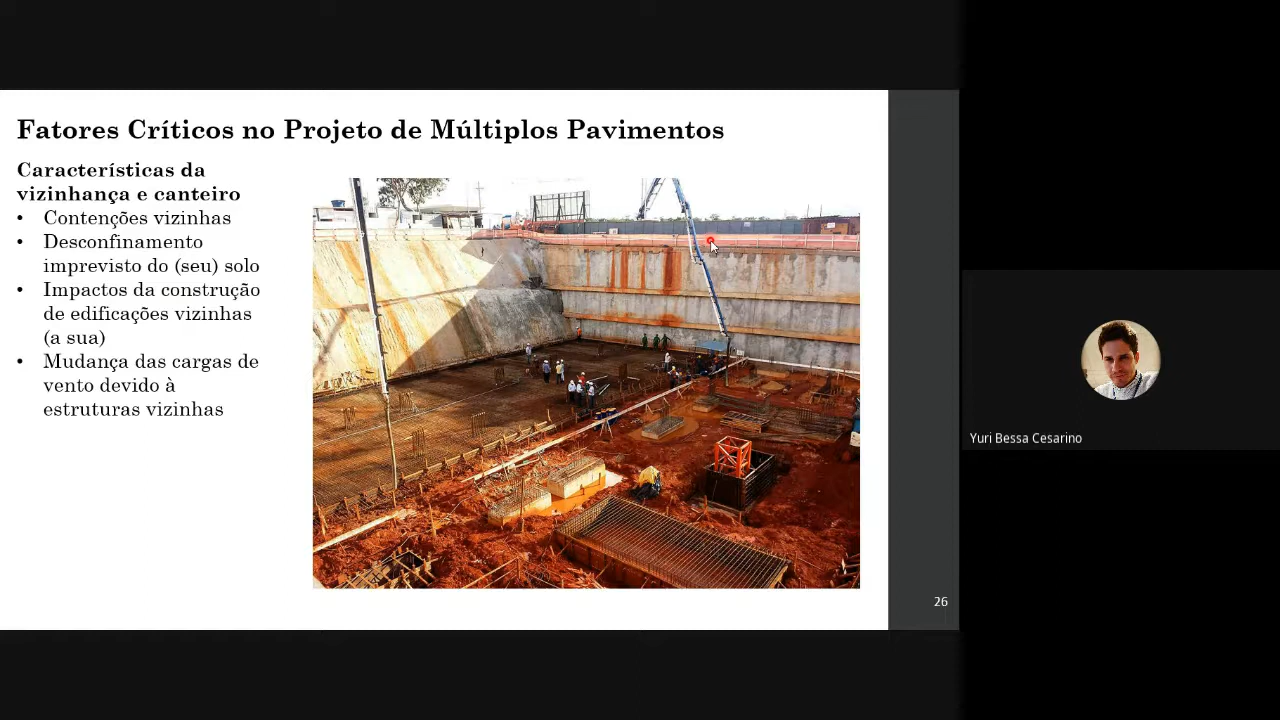 Fatores Críticos no Projeto de Múltiplos Pavimentos
Características da
vizinhança e canteiro
• Contenções vizinhas
• Desconfinamento
imprevisto do (seu) solo
• Impactos da construção
de edificações vizinhas
(a sua)
• Mudança das cargas de
vento devido à
estruturas vizinhas
26
Yuri Bessa Cesarino